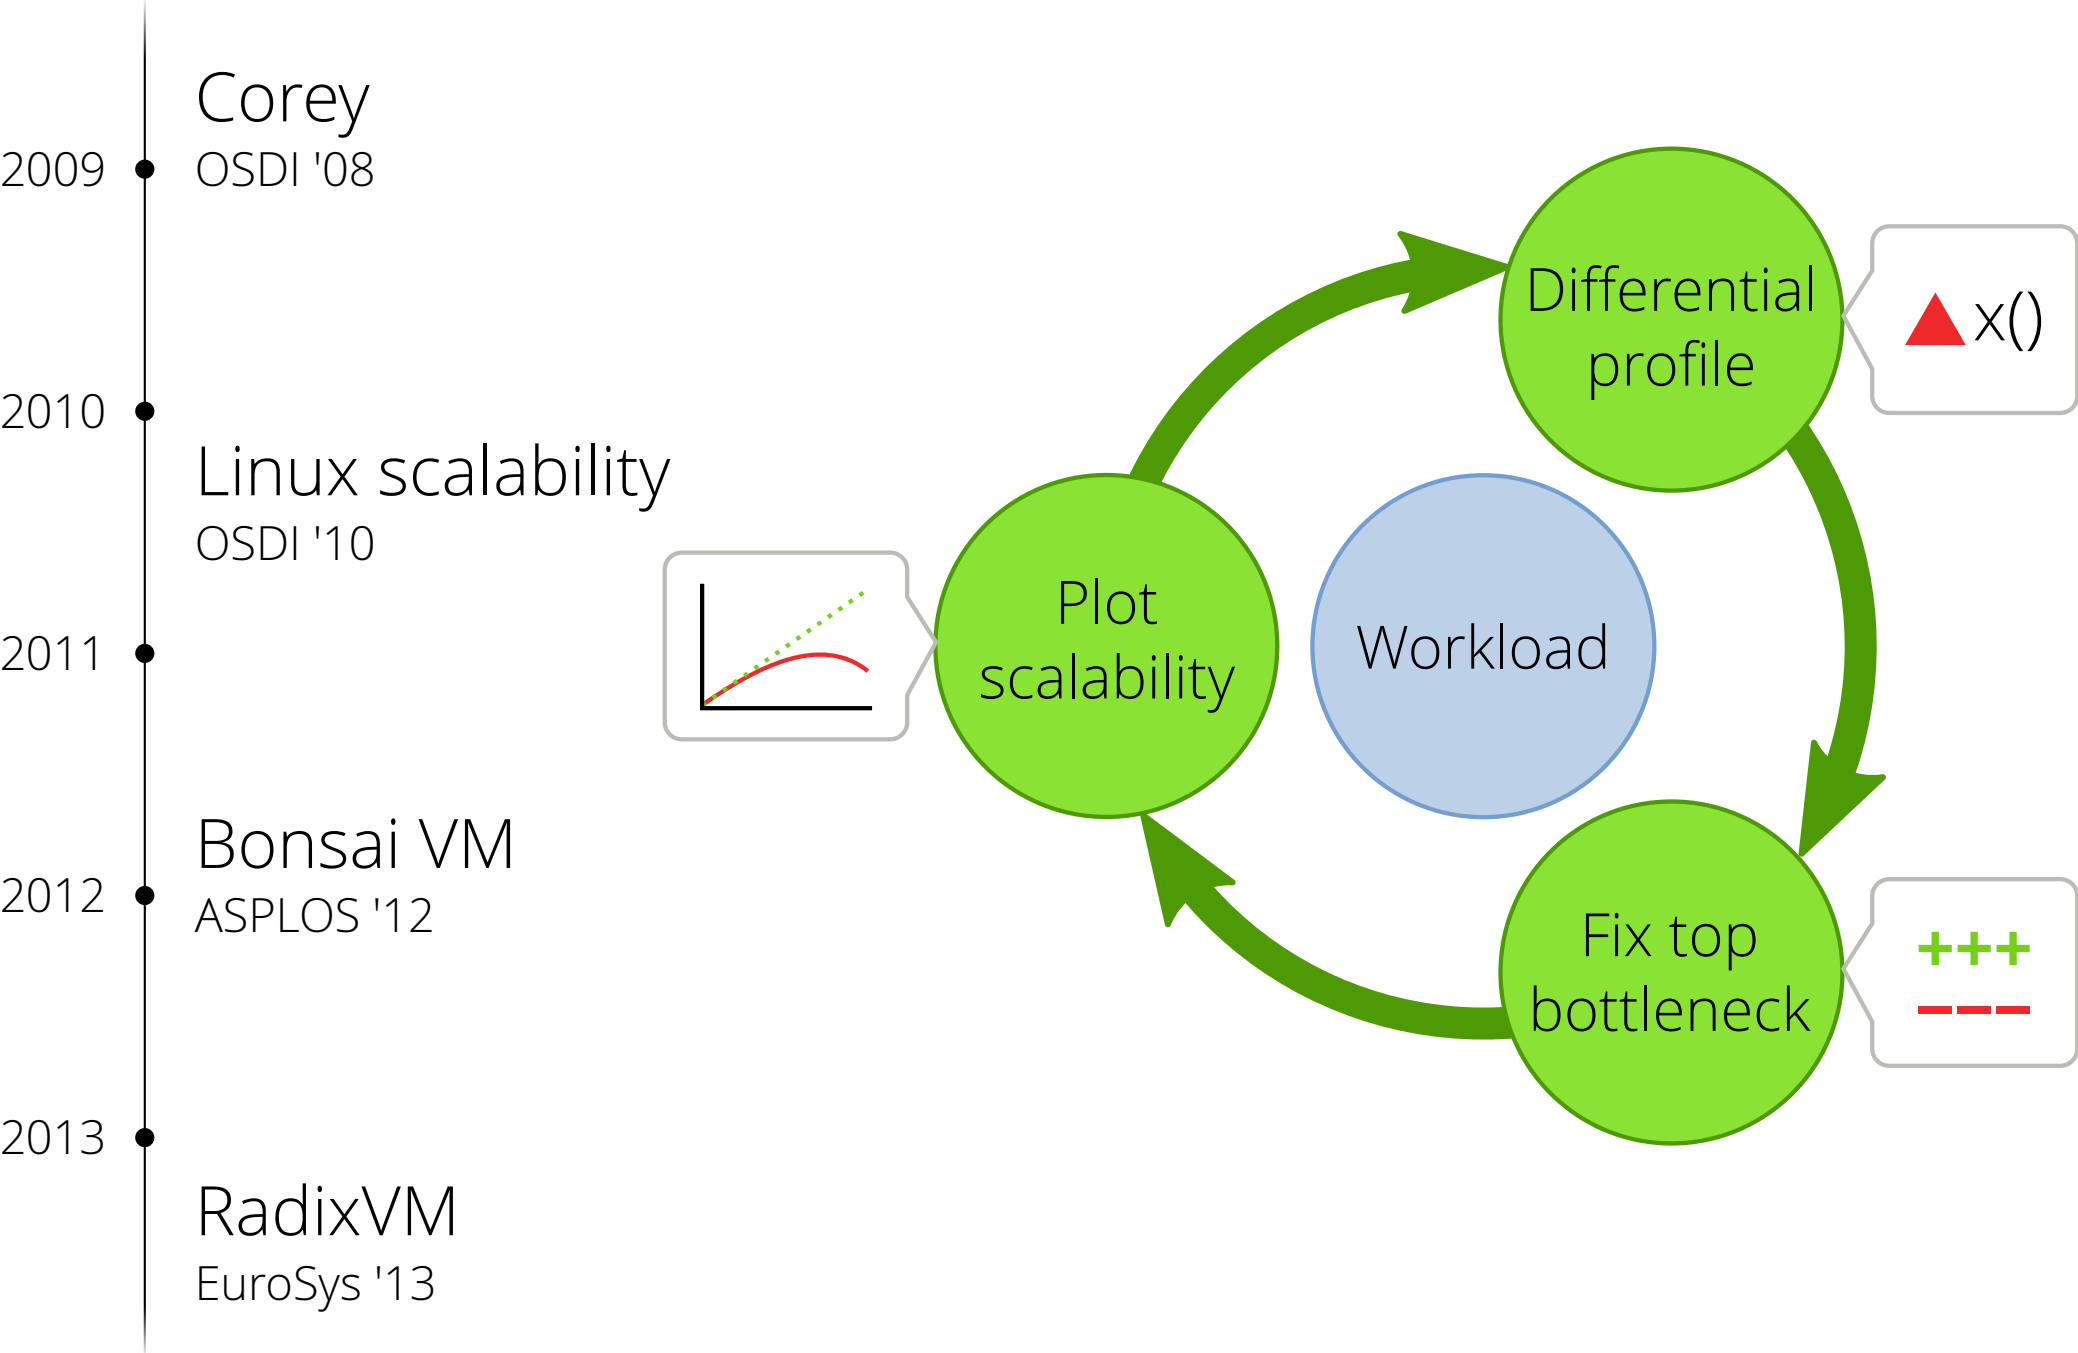 Corey
2009
OSDI '08
2010
Linux scalability
OSDI '10
2011
Bonsai VM
2012
ASPLOS '12
2013
RadixVM
EuroSys '13
Differential
profile
x()
Plot
scalability
Workload
Fix top
bottleneck
+++
---